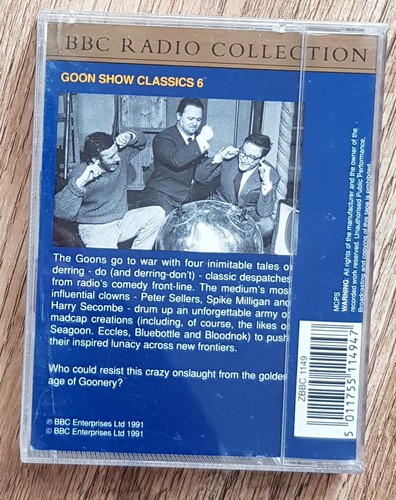 BBC RADIO COLLECTION
GOON SHOW CLASSICS 6
The Goons go to war with four inimitable tales o
derring - do (and derring-don't) - classic despatches
from radio's comedy front-line. The medium's mos
influential clowns - Peter Sellers, Spike Milligan and
Harry Secombe - drum up an unforgettable army o
madcap creations (including, of course, the likes o
Seagoon. Eccles, Bluebottle and Bloodnok) to push
their inspired lunacy across new frontiers.
Who could resist this crazy onslaught from the golden
age of Goonery?
℗ BBC Enterprises Ltd 1991
© BBC Enterprises Ltd 1991
MCPS
WARNING: All rights of the manufacturer and the owner of the
recorded work reserved. Unauthorised Public Performance,
Broadcasting and copying of this tape is prohibited.
ZBBC 1149
5 011755 114947